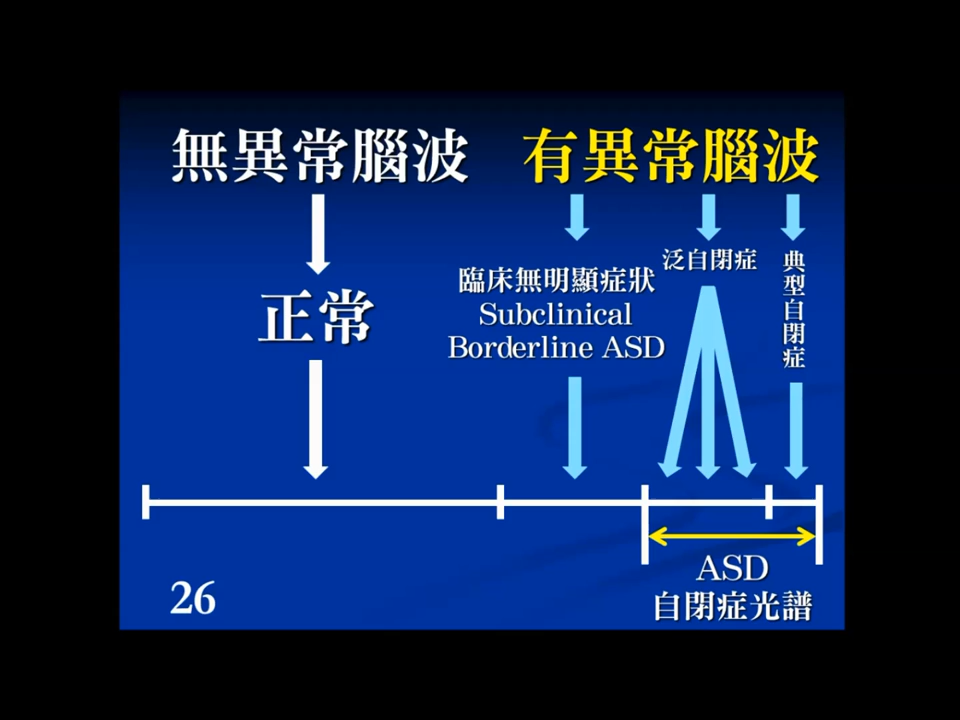 無異常腦波
有異常腦波
正常
臨床無明顯症狀
Subclinical
Borderline ASD
泛自閉症
典型自閉症
ASD
自閉症光譜
26